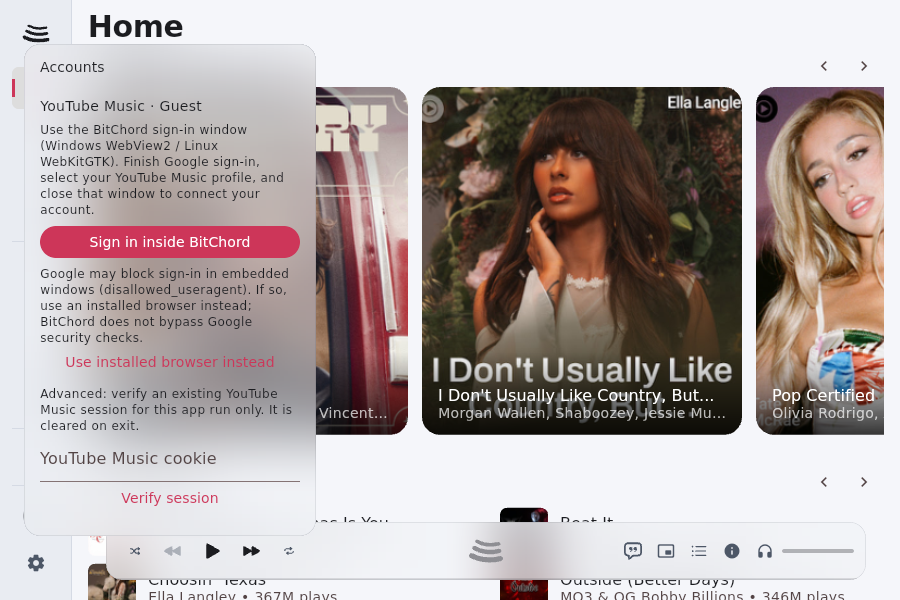 Home
Accounts
YouTube Music · Guest
Use the BitChord sign-in window
(Windows WebView2 / Linux
WebKitGTK). Finish Google sign-in,
select your YouTube Music profile, and
close that window to connect your
account.
Sign in inside BitChord
Google may block sign-in in embedded
windows (disallowed_useragent). If so,
use an installed browser instead;
BitChord does not bypass Google
security checks.
Use installed browser instead
Advanced: verify an existing YouTube
Music session for this app run only. It is
cleared on exit.
YouTube Music cookie
Verify session
Vincent...
Ella Langle
I Don't Usually Like
I Don't Usually Like Country, But...
Morgan Wallen, Shaboozey, Jessie Mu...
Pop Certified
Olivia Rodrigo,
Tate
McRae
as Is You
Beat It
Choosin' Texas
Ella Langley • 367M plays
Outside (Better Days)
MO3 & OG Bobby Billions • 346M plays